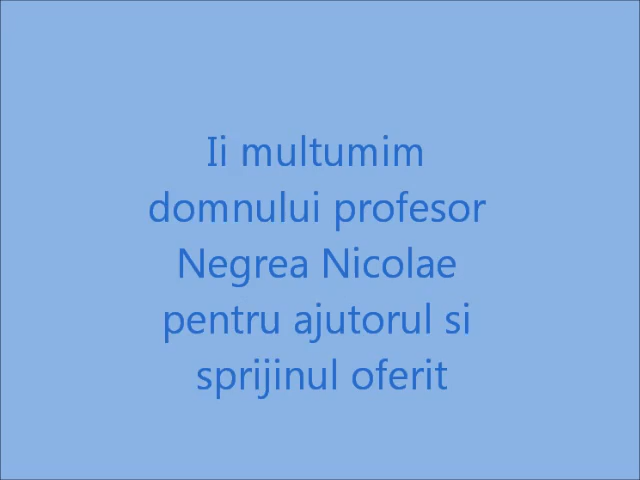 Ii multumim
domnului profesor
Negrea Nicolae
pentru ajutorul si
sprijinul oferit